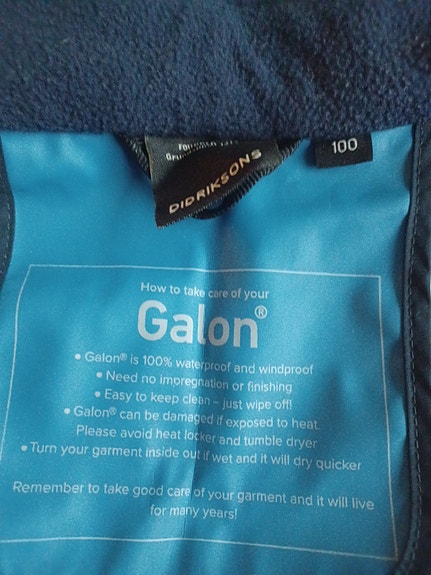 100
DIDRIKSONS
How to take care of your
Galon®
• Galon® is 100% waterproof and windproof
• Need no impregnation or finishing
• Easy to keep clean – just wipe off!
• Galon® can be damaged if exposed to heat.
Please avoid heat locker and tumble dryer
• Turn your garment inside out if wet and it will dry quicker
Remember to take good care of your garment and it will live
for many years!